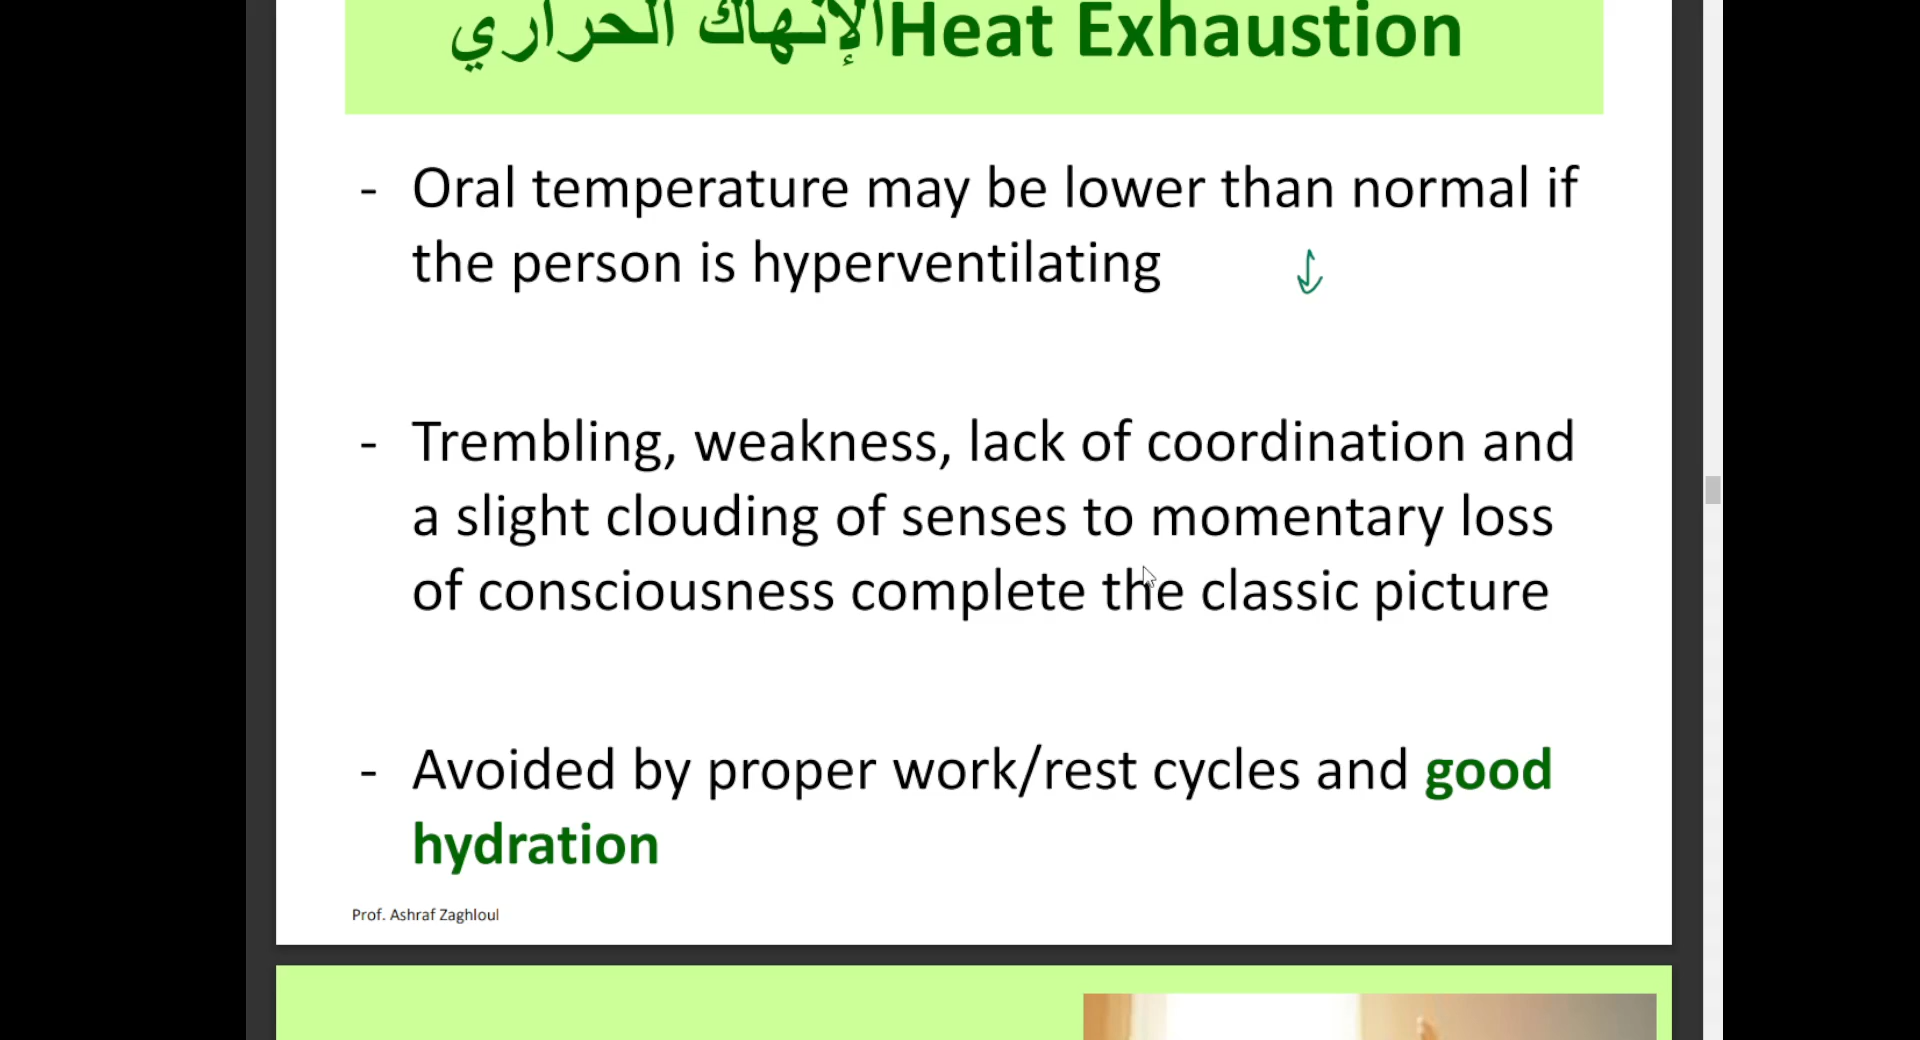 الإنهاك الحراري Heat Exhaustion
- Oral temperature may be lower than normal if
the person is hyperventilating
- Trembling, weakness, lack of coordination and
a slight clouding of senses to momentary loss
of consciousness complete the classic picture
- Avoided by proper work/rest cycles and good
hydration
Prof. Ashraf Zaghloul